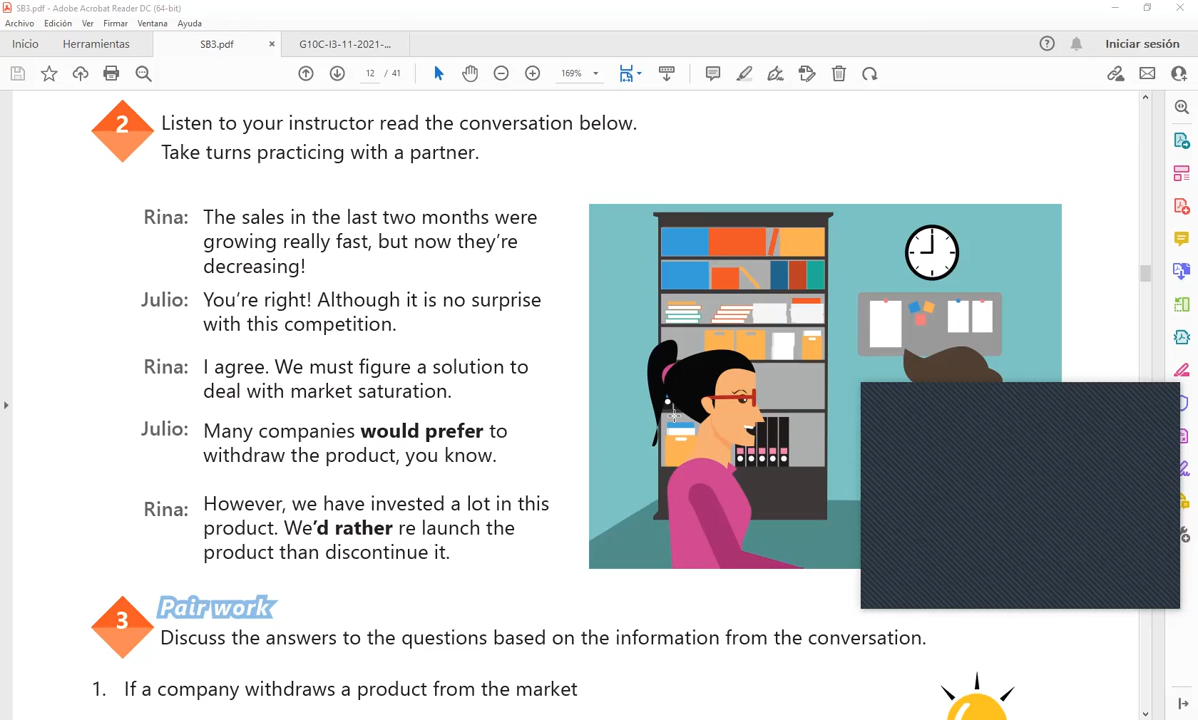 SB3.pdf - Adobe Acrobat Reader DC (64-bit)
Archivo Edición Ver Firmar Ventana Ayuda
Inicio Herramientas SB3.pdf × G10C-I3-11-2021-... Iniciar sesión
12 / 41 169%
2 Listen to your instructor read the conversation below.
Take turns practicing with a partner.
Rina: The sales in the last two months were
growing really fast, but now they're
decreasing!
Julio: You're right! Although it is no surprise
with this competition.
Rina: I agree. We must figure a solution to
deal with market saturation.
Julio: Many companies would prefer to
withdraw the product, you know.
Rina: However, we have invested a lot in this
product. We'd rather re launch the
product than discontinue it.
3 Pair work
Discuss the answers to the questions based on the information from the conversation.
1. If a company withdraws a product from the market